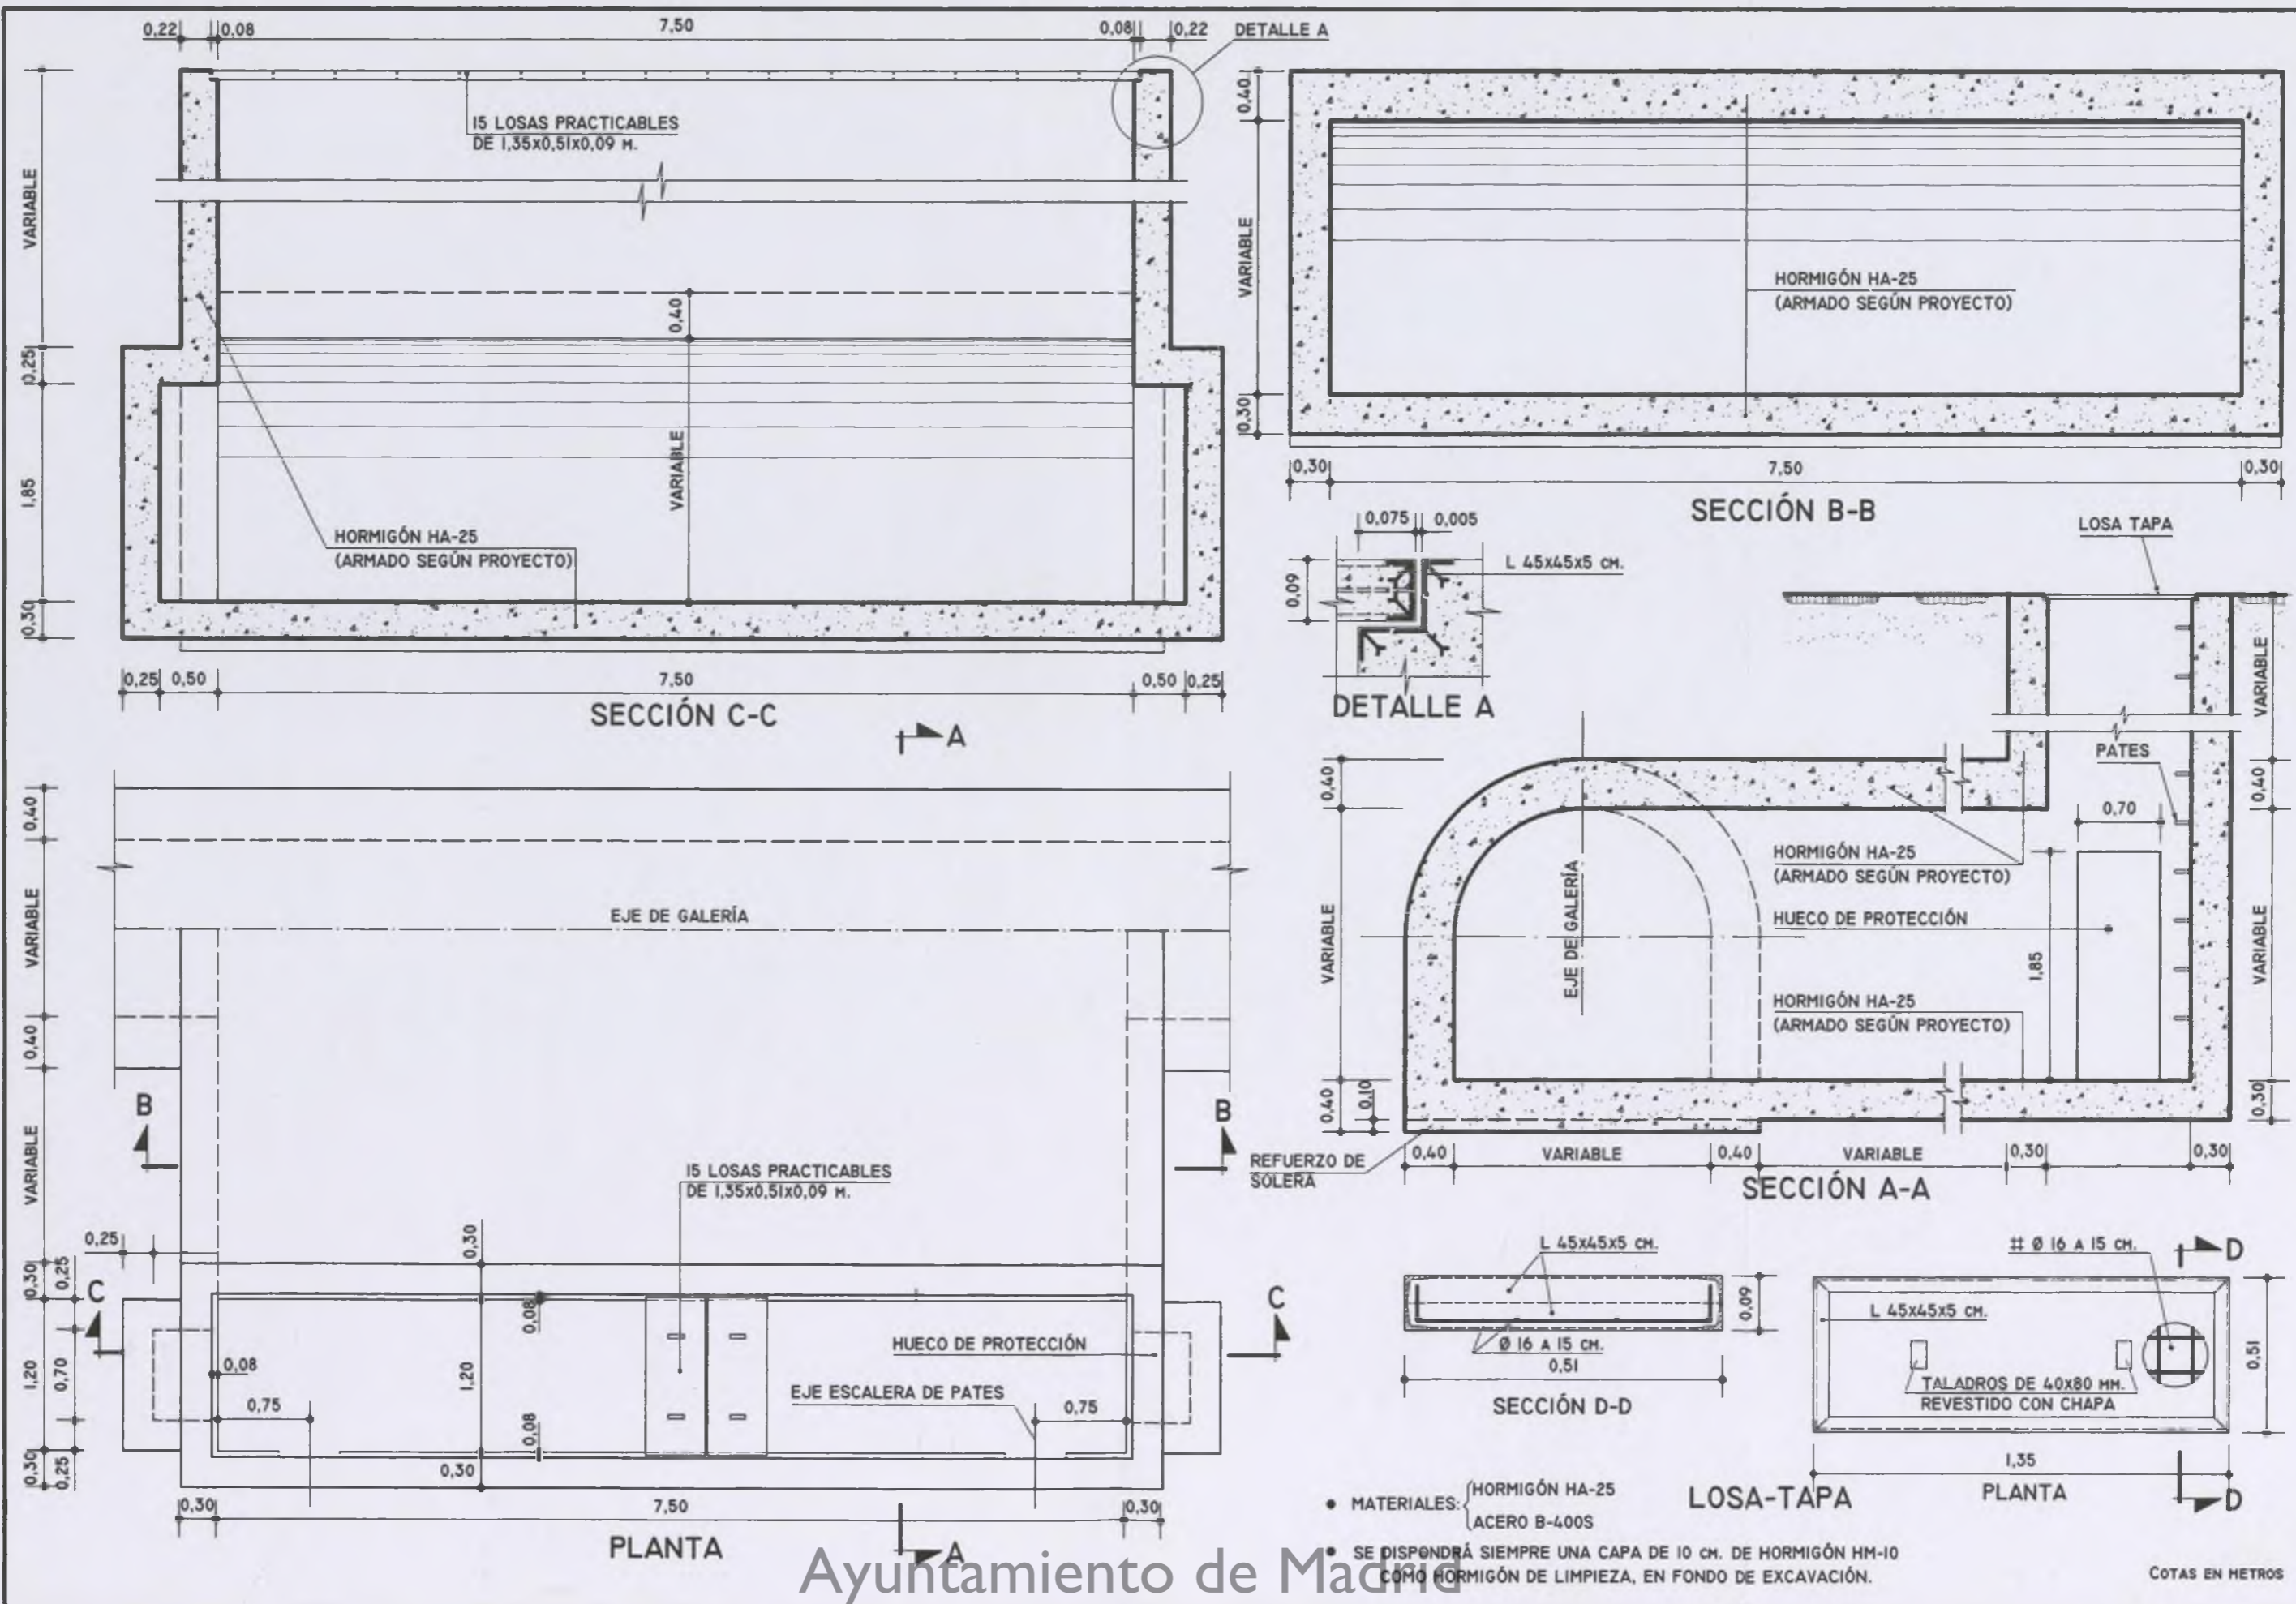 0,22
0,08
7,50
0,08
0,22
DETALLE A
15 LOSAS PRACTICABLES
DE 1,35x0,51x0,09 M.
VARIABLE
0,25
1,85
0,30
0,40
VARIABLE
HORMIGÓN HA-25
(ARMADO SEGÚN PROYECTO)
0,25
0,50
7,50
0,50
0,25
SECCIÓN C-C
0,40
VARIABLE
0,30
HORMIGÓN HA-25
(ARMADO SEGÚN PROYECTO)
0,30
7,50
0,30
SECCIÓN B-B
0,075
0,005
L 45x45x5 CM.
0,09
DETALLE A
LOSA TAPA
VARIABLE
PATES
0,40
0,40
0,70
HORMIGÓN HA-25
(ARMADO SEGÚN PROYECTO)
EJE DE GALERÍA
VARIABLE
HUECO DE PROTECCIÓN
VARIABLE
1,85
HORMIGÓN HA-25
(ARMADO SEGÚN PROYECTO)
0,40
0,10
0,30
REFUERZO DE
SOLERA
0,40
VARIABLE
0,40
VARIABLE
0,30
0,30
SECCIÓN A-A
A
0,40
VARIABLE
0,40
EJE DE GALERÍA
B
B
VARIABLE
15 LOSAS PRACTICABLES
DE 1,35x0,51x0,09 M.
0,25
0,30
0,30
0,25
C
C
0,08
HUECO DE PROTECCIÓN
0,08
1,20
0,70
1,20
0,75
EJE ESCALERA DE PATES
0,75
0,08
0,30
0,25
0,30
0,30
7,50
0,30
PLANTA
A
L 45x45x5 CM.
0,09
Ø 16 A 15 CM.
0,51
SECCIÓN D-D
# Ø 16 A 15 CM.
D
L 45x45x5 CM.
0,51
TALADROS DE 40x80 MM.
REVESTIDO CON CHAPA
1,35
LOSA-TAPA
PLANTA
D
• MATERIALES: HORMIGÓN HA-25
ACERO B-400S
• SE DISPONDRÁ SIEMPRE UNA CAPA DE 10 CM. DE HORMIGÓN HM-10
COMO HORMIGÓN DE LIMPIEZA, EN FONDO DE EXCAVACIÓN.
COTAS EN METROS
Ayuntamiento de Madrid